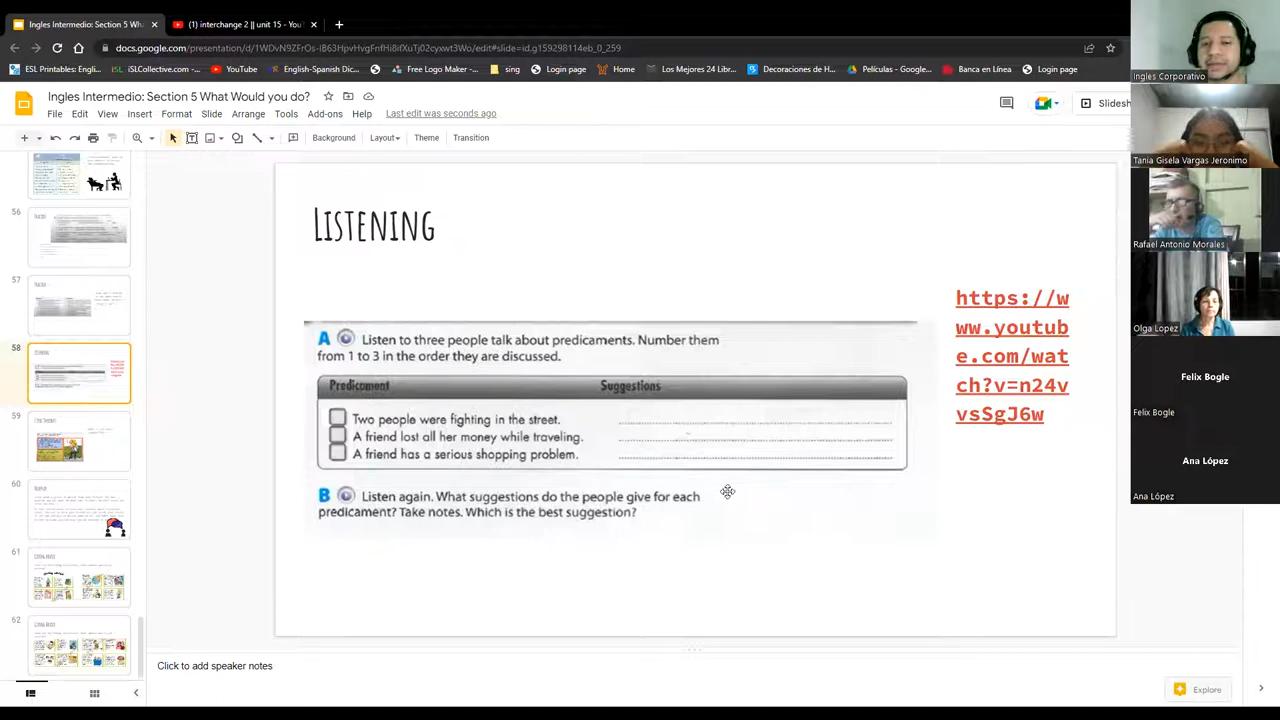 Ingles Intermedio: Section 5 What
(1) interchange 2 || unit 15 - You
docs.google.com/presentation/d/1WDvN9ZFrOs-IB63HpvHvgFnfHi8ifXuTj02cyxwt3Wo/edit#slide=id.g159298114eb_0_259
ESL Printables: Engl...
iSLCollective.com -...
YouTube
English-Spanish Dic...
Free Logo Maker -...
Login page
Home
Los Mejores 24 Libr...
Decoraciones de H...
Películas - Google...
Banca en Línea
Login page
Ingles Intermedio: Section 5 What Would you do?
File Edit View Insert Format Slide Arrange Tools Add-ons Help Last edit was seconds ago
Slidesh
Background Layout Theme Transition
56
57
58
59
60
61
62
LISTENING
A Listen to three people talk about predicaments. Number them
from 1 to 3 in the order they are discussed.
Predicament Suggestions
Two people were fighting in the street.
A friend lost all her money while traveling.
A friend has a serious shopping problem.
B Listen again. What suggestions do the people give for each
predicament? Take notes. Which is the best suggestion?
https://w
ww.youtub
e.com/wat
ch?v=n24v
vsSgJ6w
Click to add speaker notes
Explore
Ingles Corporativo
Tania Gisela Vargas Jeronimo
Rafael Antonio Morales
Olga Lopez
Felix Bogle
Felix Bogle
Ana López
Ana López